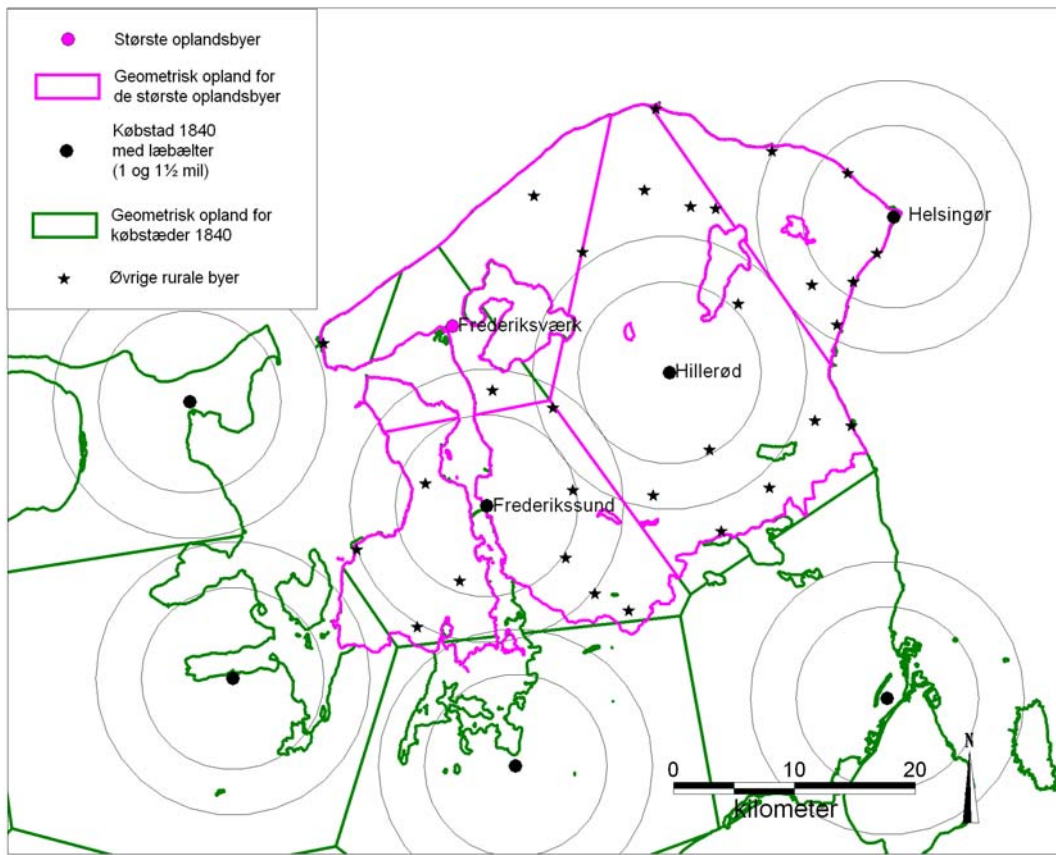 Største oplandsbyer
Geometrisk opland for
de største oplandsbyer
Købstad 1840
med læbælter
(1 og 1½ mil)
Geometrisk opland for
købstæder 1840
Øvrige rurale byer
Helsingør
Frederiksværk
Hillerød
Frederikssund
N
0 10 20
kilometer